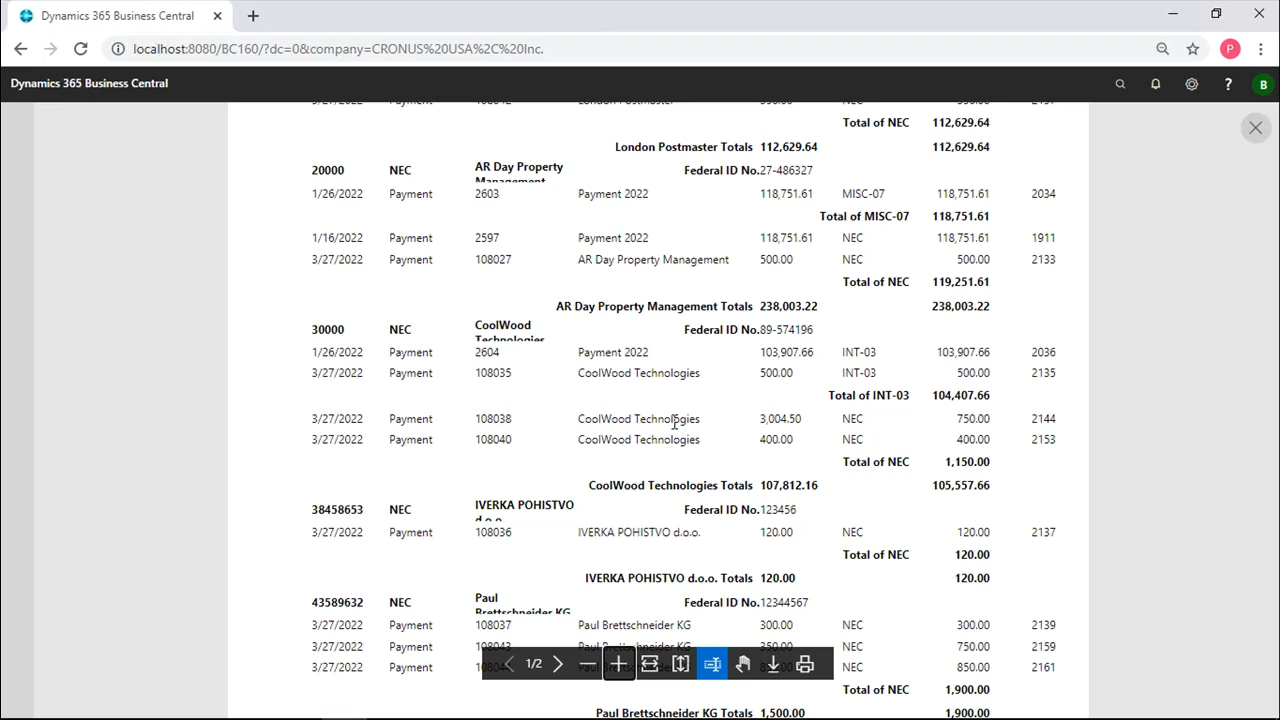 Dynamics 365 Business Central
localhost:8080/BC160/?dc=0&company=CRONUS%20USA%2C%20Inc.
P
Dynamics 365 Business Central
?
B
Total of NEC 112,629.64
London Postmaster Totals 112,629.64 112,629.64
20000 NEC AR Day Property Management Federal ID No.27-486327
1/26/2022 Payment 2603 Payment 2022 118,751.61 MISC-07 118,751.61 2034
Total of MISC-07 118,751.61
1/16/2022 Payment 2597 Payment 2022 118,751.61 NEC 118,751.61 1911
3/27/2022 Payment 108027 AR Day Property Management 500.00 NEC 500.00 2133
Total of NEC 119,251.61
AR Day Property Management Totals 238,003.22 238,003.22
30000 NEC CoolWood Technologies Federal ID No.89-574196
1/26/2022 Payment 2604 Payment 2022 103,907.66 INT-03 103,907.66 2036
3/27/2022 Payment 108035 CoolWood Technologies 500.00 INT-03 500.00 2135
Total of INT-03 104,407.66
3/27/2022 Payment 108038 CoolWood Technologies 3,004.50 NEC 750.00 2144
3/27/2022 Payment 108040 CoolWood Technologies 400.00 NEC 400.00 2153
Total of NEC 1,150.00
CoolWood Technologies Totals 107,812.16 105,557.66
38458653 NEC IVERKA POHISTVO d.o.o. Federal ID No.123456
3/27/2022 Payment 108036 IVERKA POHISTVO d.o.o. 120.00 NEC 120.00 2137
Total of NEC 120.00
IVERKA POHISTVO d.o.o. Totals 120.00 120.00
43589632 NEC Paul Brettschneider KG Federal ID No.12344567
3/27/2022 Payment 108037 Paul Brettschneider KG 300.00 NEC 300.00 2139
3/27/2022 Payment 108043 Paul Brettschneider KG 350.00 NEC 750.00 2159
3/27/2022 Payment NEC 850.00 2161
1/2
Total of NEC 1,900.00
Paul Brettschneider KG Totals 1,500.00 1,900.00